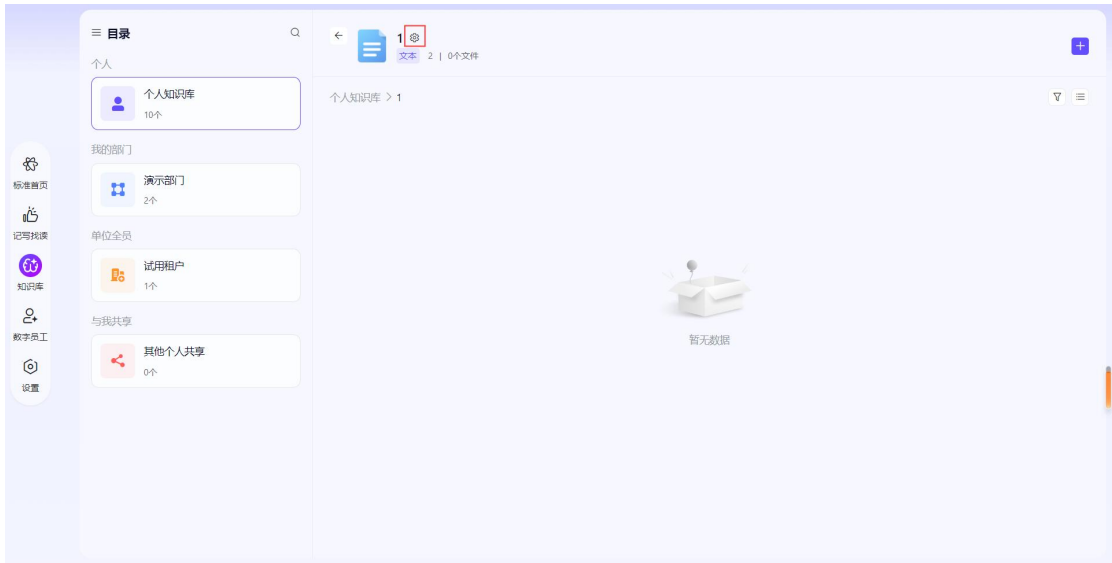 标准首页
记写找读
知识库
数字员工
设置
目录
个人
个人知识库
10个
我的部门
演示部门
2个
单位全员
试用租户
1个
与我共享
其他个人共享
0个
1
文本 2 | 0个文件
个人知识库 > 1
暂无数据